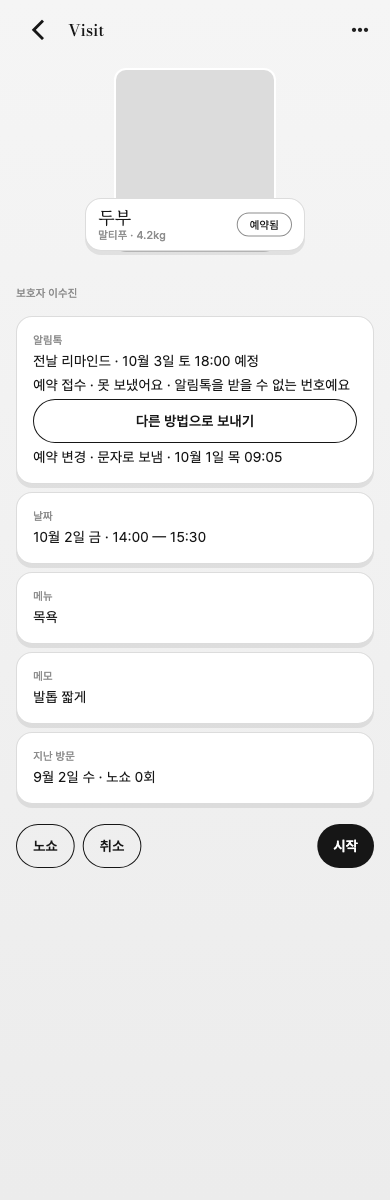 Visit
두부
말티푸 · 4.2kg
예약됨
보호자 이수진
알림톡
전날 리마인드 · 10월 3일 토 18:00 예정
예약 접수 · 못 보냈어요 · 알림톡을 받을 수 없는 번호예요
다른 방법으로 보내기
예약 변경 · 문자로 보냄 · 10월 1일 목 09:05
날짜
10월 2일 금 · 14:00 — 15:30
메뉴
목욕
메모
발톱 짧게
지난 방문
9월 2일 수 · 노쇼 0회
노쇼
취소
시작